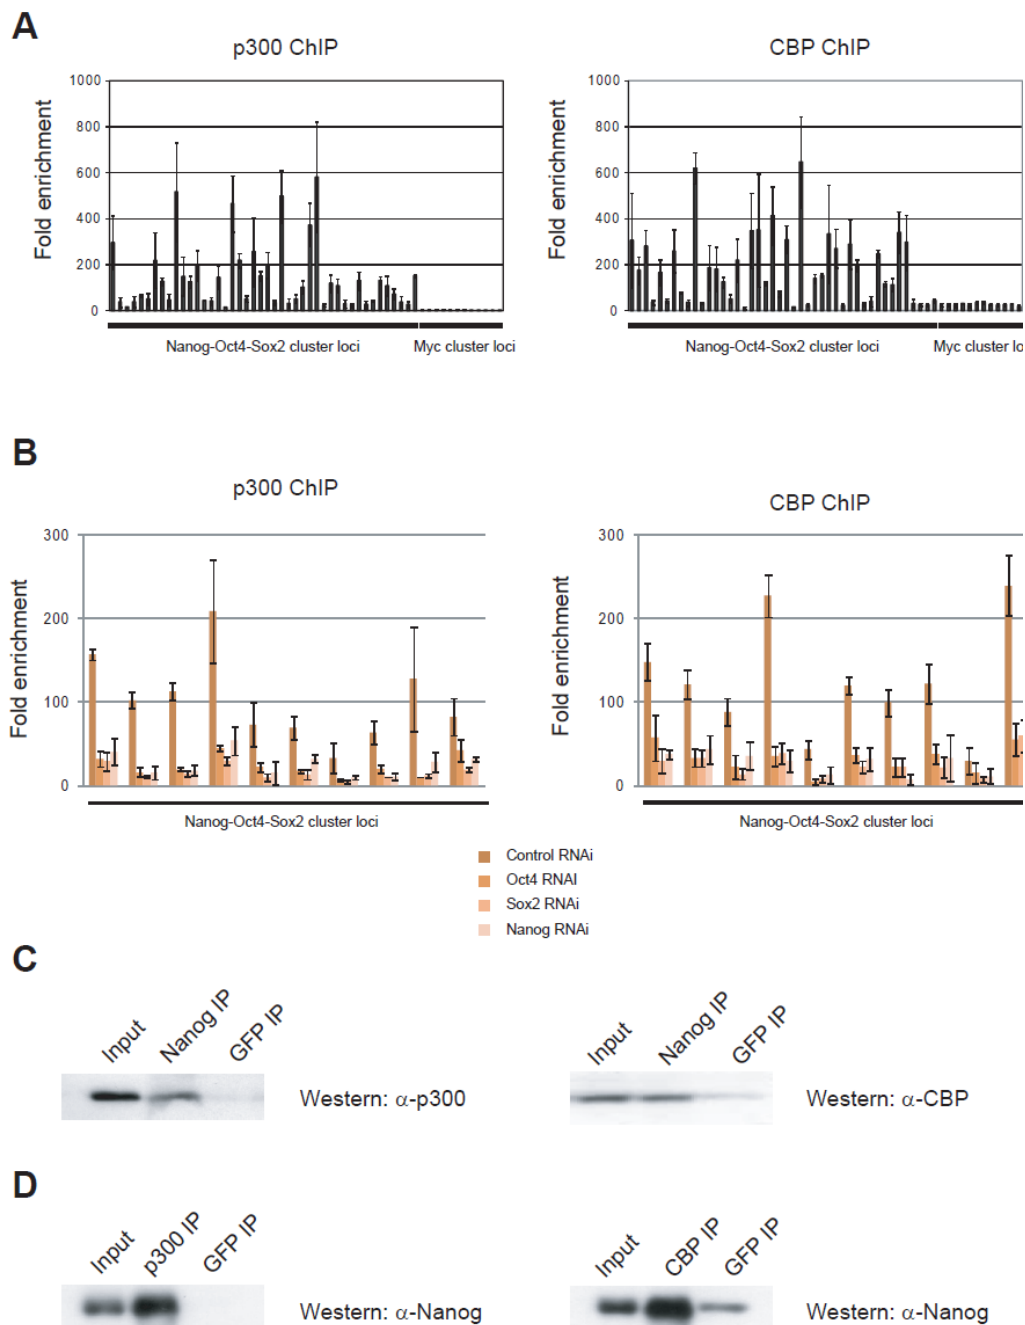 A
p300 ChIP
CBP ChIP
Fold enrichment
1000
800
600
400
200
0
Nanog-Oct4-Sox2 cluster loci
Myc cluster loci
Fold enrichment
1000
800
600
400
200
0
Nanog-Oct4-Sox2 cluster loci
Myc cluster lo
B
p300 ChIP
CBP ChIP
Fold enrichment
300
200
100
0
Nanog-Oct4-Sox2 cluster loci
Fold enrichment
300
200
100
0
Nanog-Oct4-Sox2 cluster loci
Control RNAi
Oct4 RNAI
Sox2 RNAi
Nanog RNAi
C
Input
Nanog IP
GFP IP
Western: α-p300
Input
Nanog IP
GFP IP
Western: α-CBP
D
Input
p300 IP
GFP IP
Western: α-Nanog
Input
CBP IP
GFP IP
Western: α-Nanog